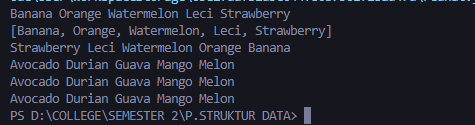 Banana Orange Watermelon Leci Strawberry
[Banana, Orange, Watermelon, Leci, Strawberry]
Strawberry Leci Watermelon Orange Banana
Avocado Durian Guava Mango Melon
Avocado Durian Guava Mango Melon
Avocado Durian Guava Mango Melon
PS D:\COLLEGE\SEMESTER 2\P.STRUKTUR DATA>